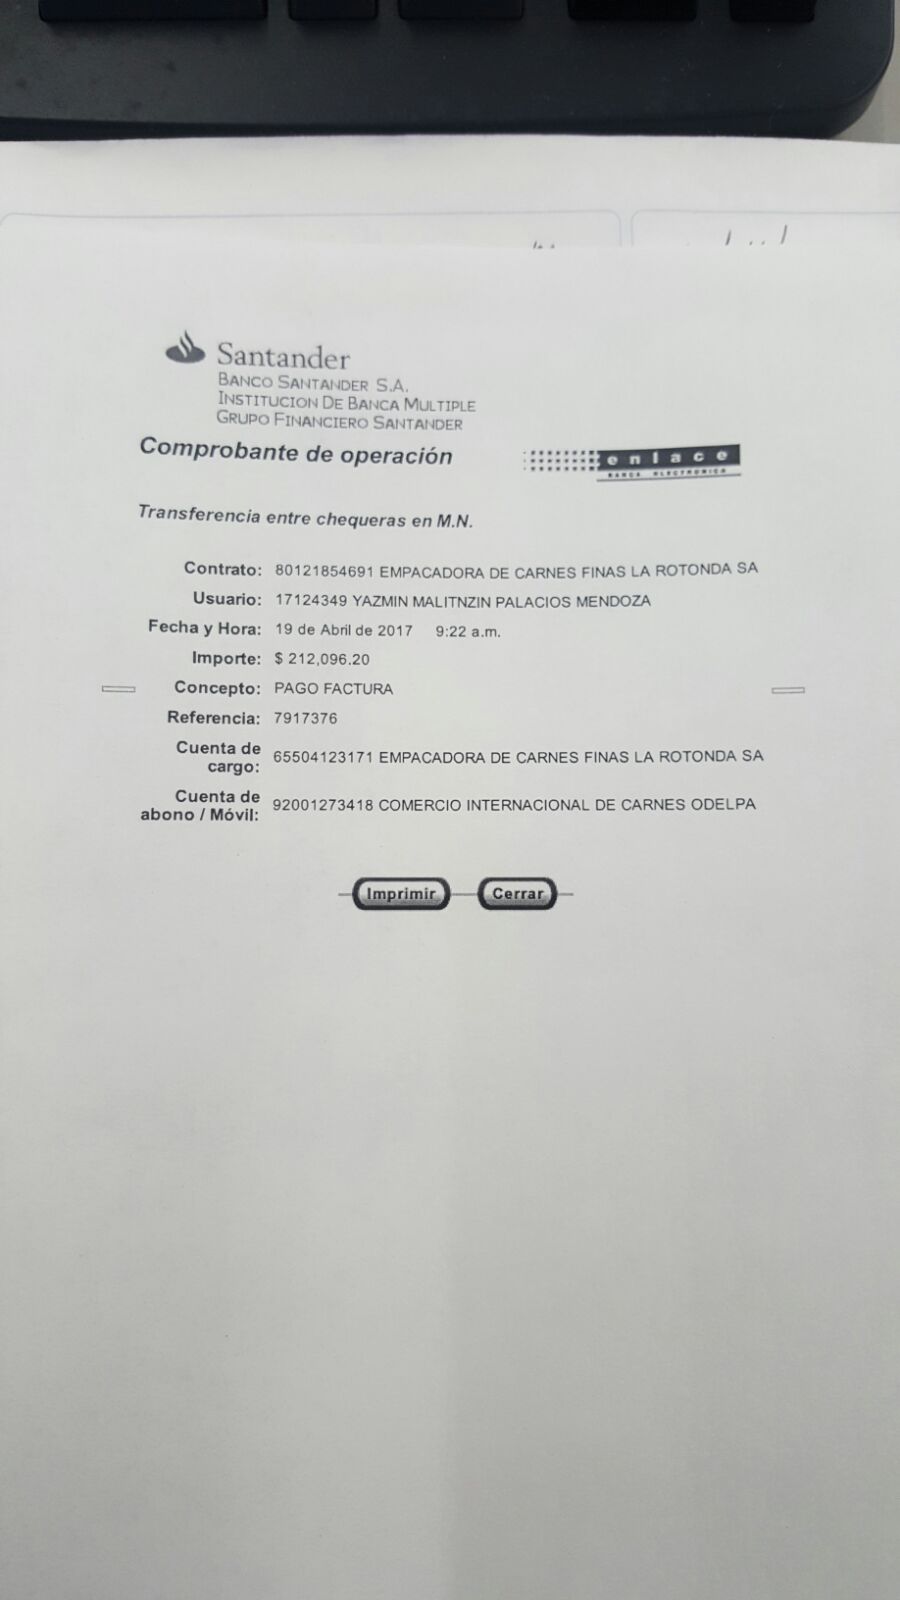 Santander
BANCO SANTANDER S.A.
INSTITUCION DE BANCA MULTIPLE
GRUPO FINANCIERO SANTANDER
Comprobante de operación
enlace
BANCA ELECTRONICA
Transferencia entre chequeras en M.N.
Contrato: 80121854691 EMPACADORA DE CARNES FINAS LA ROTONDA SA
Usuario: 17124349 YAZMIN MALITNZIN PALACIOS MENDOZA
Fecha y Hora: 19 de Abril de 2017 9:22 a.m.
Importe: $ 212,096.20
Concepto: PAGO FACTURA
Referencia: 7917376
Cuenta de
cargo: 65504123171 EMPACADORA DE CARNES FINAS LA ROTONDA SA
Cuenta de
abono / Móvil: 92001273418 COMERCIO INTERNACIONAL DE CARNES ODELPA
Imprimir Cerrar